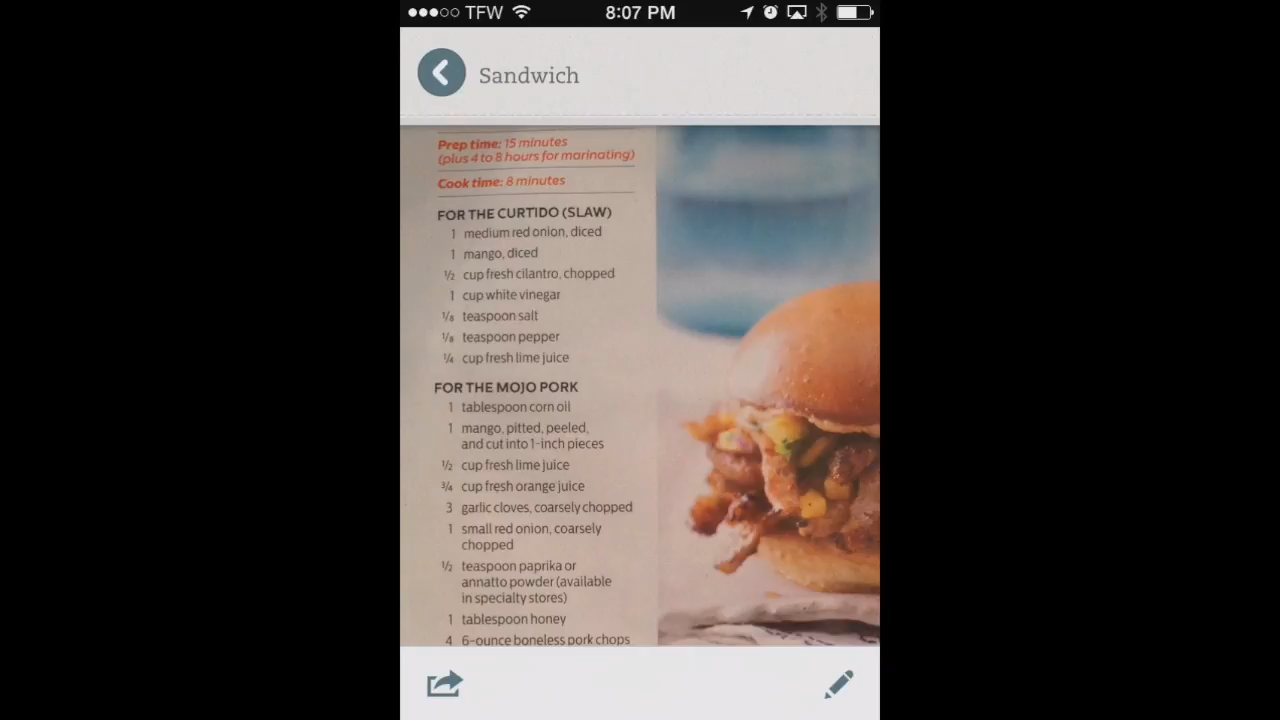 TFW 8:07 PM
Sandwich
Prep time: 15 minutes
(plus 4 to 8 hours for marinating)
Cook time: 8 minutes
FOR THE CURTIDO (SLAW)
1 medium red onion, diced
1 mango, diced
½ cup fresh cilantro, chopped
1 cup white vinegar
⅛ teaspoon salt
⅛ teaspoon pepper
¼ cup fresh lime juice
FOR THE MOJO PORK
1 tablespoon corn oil
1 mango, pitted, peeled,
and cut into 1-inch pieces
½ cup fresh lime juice
¾ cup fresh orange juice
3 garlic cloves, coarsely chopped
1 small red onion, coarsely
chopped
½ teaspoon paprika or
annatto powder (available
in specialty stores)
1 tablespoon honey
4 6-ounce boneless pork chops